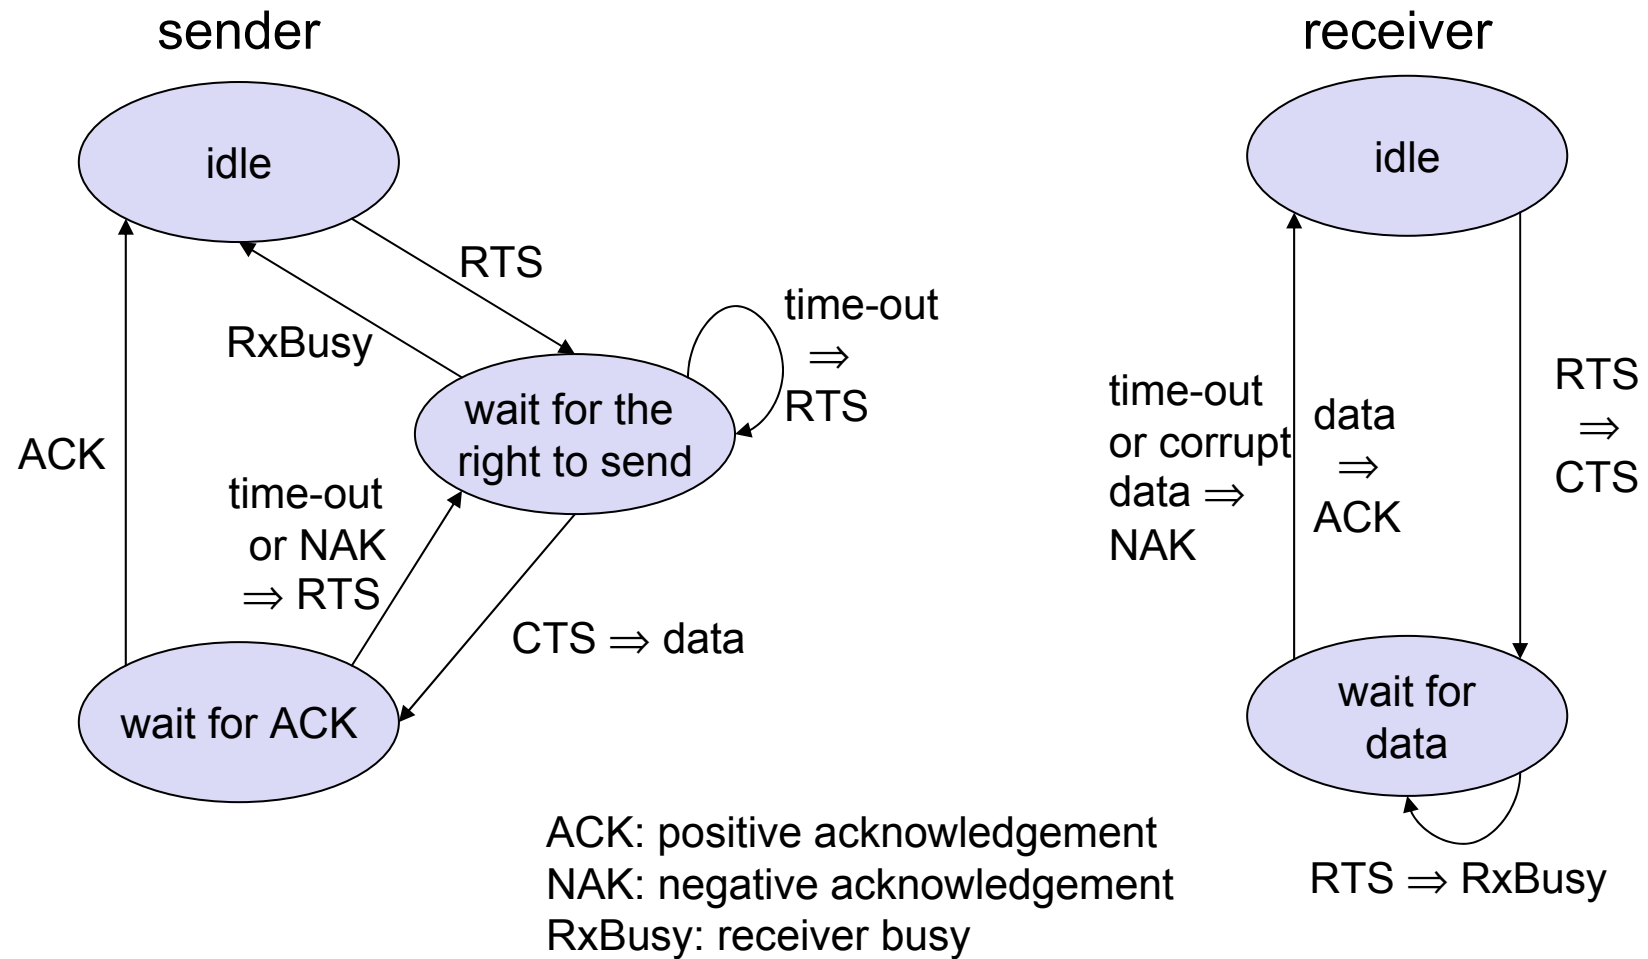 sender
receiver
idle
idle
RTS
RxBusy
time-out
⇒
RTS
wait for the
right to send
ACK
time-out
or NAK
⇒ RTS
CTS ⇒ data
wait for ACK
time-out
or corrupt
data ⇒
NAK
data
⇒
ACK
RTS
⇒
CTS
wait for
data
RTS ⇒ RxBusy
ACK: positive acknowledgement
NAK: negative acknowledgement
RxBusy: receiver busy